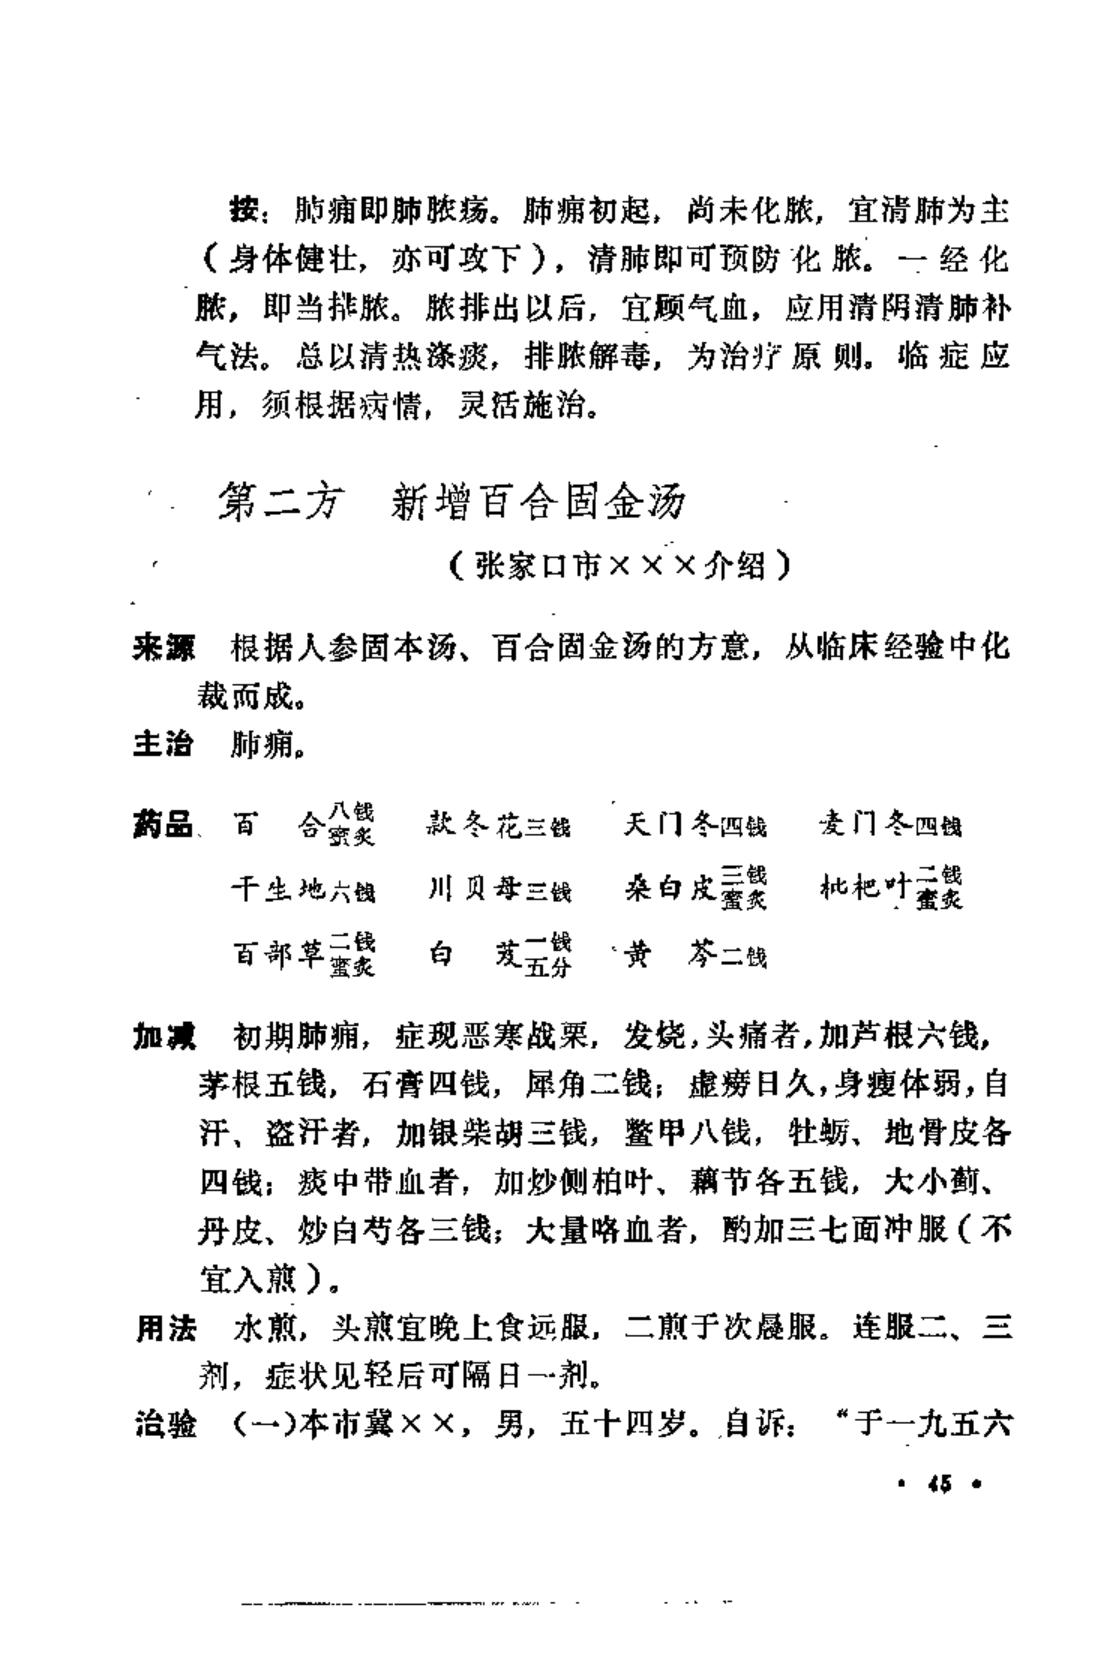 按：肺痈即肺脓疡。肺痈初起，尚未化脓，宜清肺为主
（身体健壮，亦可攻下），清肺即可预防化脓。一经化
脓，即当排脓。脓排出以后，宜顾气血，应用清阴清肺补
气法。总以清热涤痰，排脓解毒，为治疗原则。临症应
用，须根据病情，灵活施治。
第二方 新增百合固金汤
（张家口市×××介绍）
来源 根据人参固本汤、百合固金汤的方意，从临床经验中化
裁而成。
主治 肺痈。
药品 百合八钱蜜炙 款冬花三钱 天门冬四钱 麦门冬四钱
干生地六钱 川贝母三钱 桑白皮三钱蜜炙 枇杷叶二钱蜜炙
百部草二钱蜜炙 白芨一钱五分 黄芩二钱
加减 初期肺痈，症现恶寒战栗，发烧，头痛者，加芦根六钱，
茅根五钱，石膏四钱，犀角二钱；虚痨日久，身瘦体弱，自
汗、盗汗者，加银柴胡三钱，鳖甲八钱，牡蛎、地骨皮各
四钱；痰中带血者，加炒侧柏叶、藕节各五钱，大小蓟、
丹皮、炒白芍各三钱；大量咯血者，酌加三七面冲服（不
宜入煎）。
用法 水煎，头煎宜晚上食远服，二煎于次晨服。连服二、三
剂，症状见轻后可隔日一剂。
治验 （一）本市冀××，男，五十四岁。自诉：“于一九五六
· 45 ·